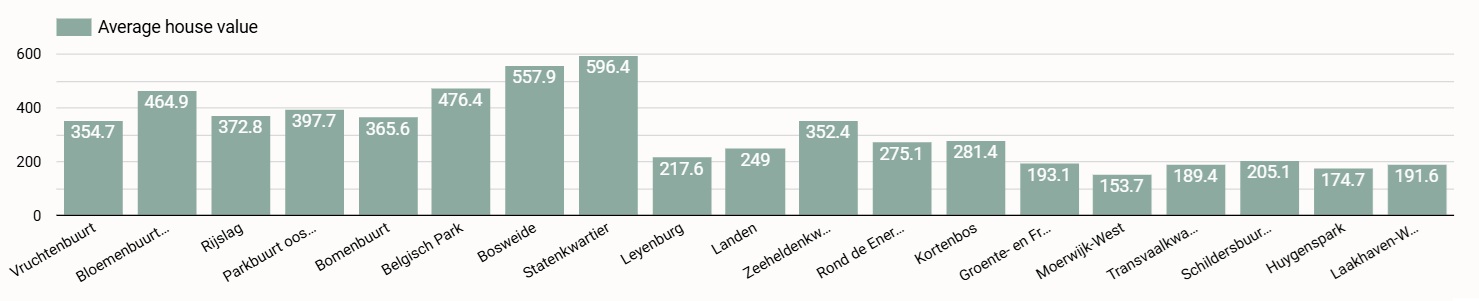 Average house value
600
400
200
0
354.7
464.9
372.8
397.7
365.6
476.4
557.9
596.4
217.6
249
352.4
275.1
281.4
193.1
153.7
189.4
205.1
174.7
191.6
Vruchtenbuurt
Bloemenbuurt...
Rijslag
Parkbuurt oos...
Bomenbuurt
Belgisch Park
Bosweide
Statenkwartier
Leyenburg
Landen
Zeeheldenkw...
Rond de Ener...
Kortenbos
Groente- en Fr...
Moerwijk-West
Transvaalkwa...
Schildersbuur...
Huygenspark
Laakhaven-W...